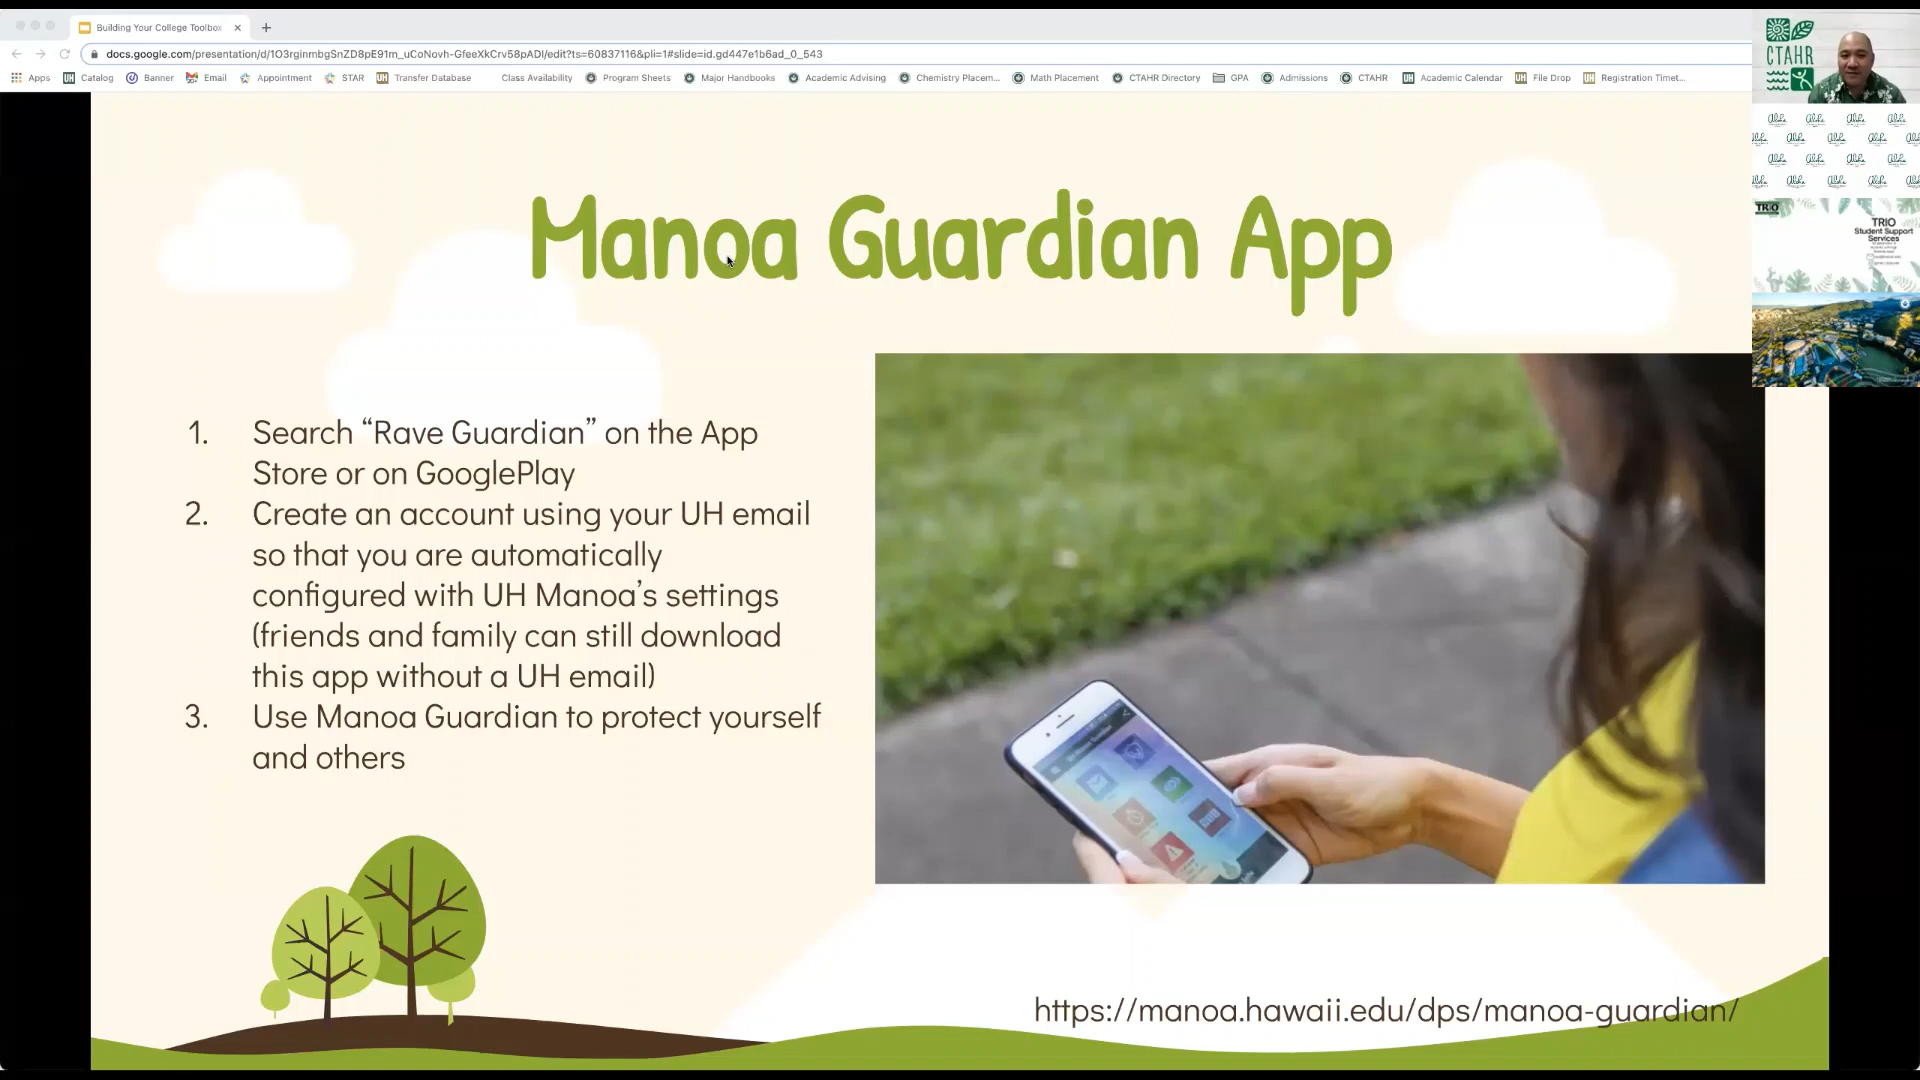 Building Your College Toolbox
docs.google.com/presentation/d/1O3rginmbgSnZD8pE91m_uCoNovh-GfeeXkCrv58pADI/edit?ts=60837116&pli=1#slide=id.gd447e1b6ad_0_543
Apps Catalog Banner Email Appointment STAR Transfer Database Class Availability Program Sheets Major Handbooks Academic Advising Chemistry Placem... Math Placement CTAHR Directory GPA Admissions CTAHR Academic Calendar File Drop Registration Timet...
CTAHR
Aloha Aloha Aloha Aloha
TRIO
TRIO
Student Support
Services
Manoa Guardian App
1. Search “Rave Guardian” on the App
Store or on GooglePlay
2. Create an account using your UH email
so that you are automatically
configured with UH Manoa’s settings
(friends and family can still download
this app without a UH email)
3. Use Manoa Guardian to protect yourself
and others
https://manoa.hawaii.edu/dps/manoa-guardian/